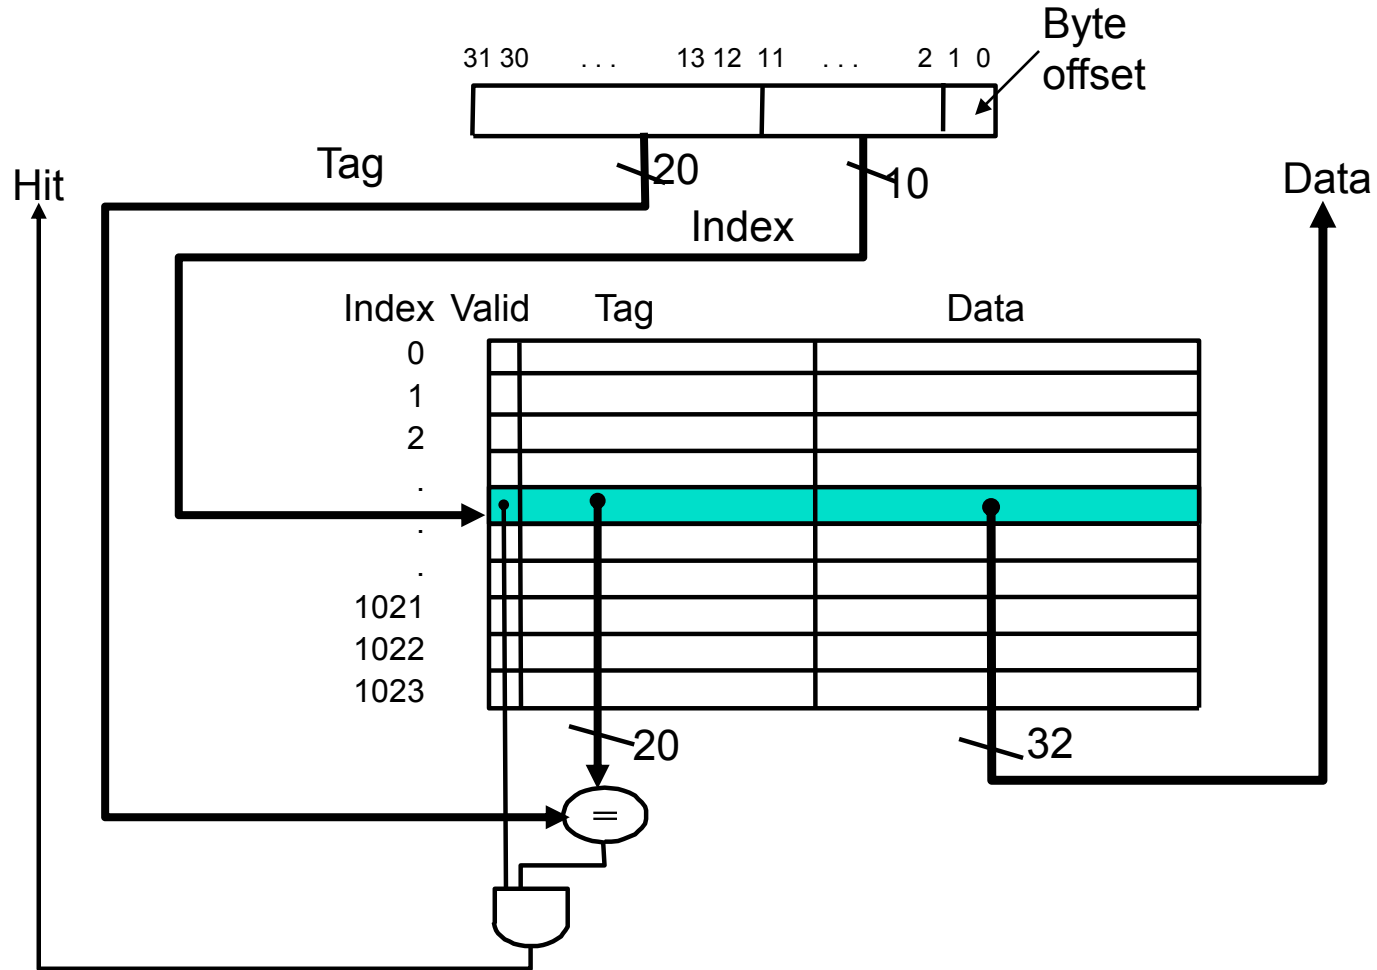 Byte
offset
31 30 . . . 13 12 11 . . . 2 1 0
Tag
20
10
Hit
Data
Index
Index Valid Tag Data
0
1
2
.
.
.
1021
1022
1023
20
32
=